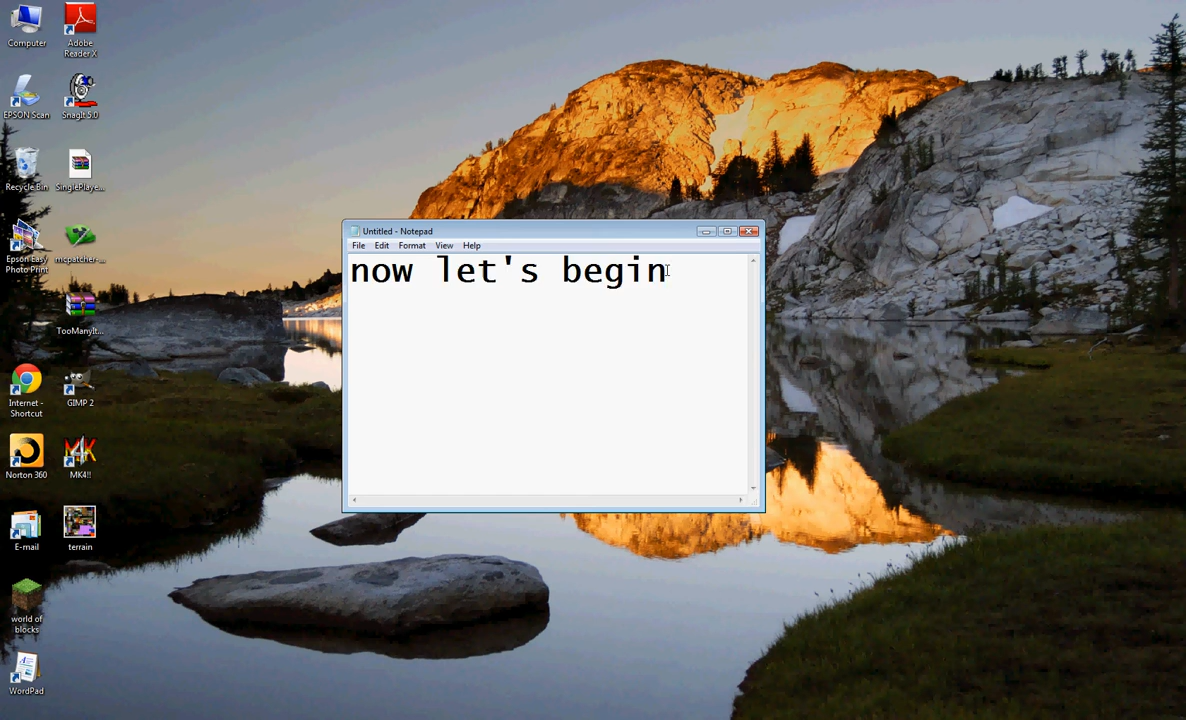 Computer
Adobe
Reader X
EPSON Scan
SnagIt 5.0
Recycle Bin
SinglePlaye...
Epson Easy
Photo Print
mcpatcher-...
TooManyIt...
Internet -
Shortcut
GIMP 2
Norton 360
MK4!!
E-mail
terrain
world of
blocks
WordPad
Untitled - Notepad
File Edit Format View Help
now let's begin